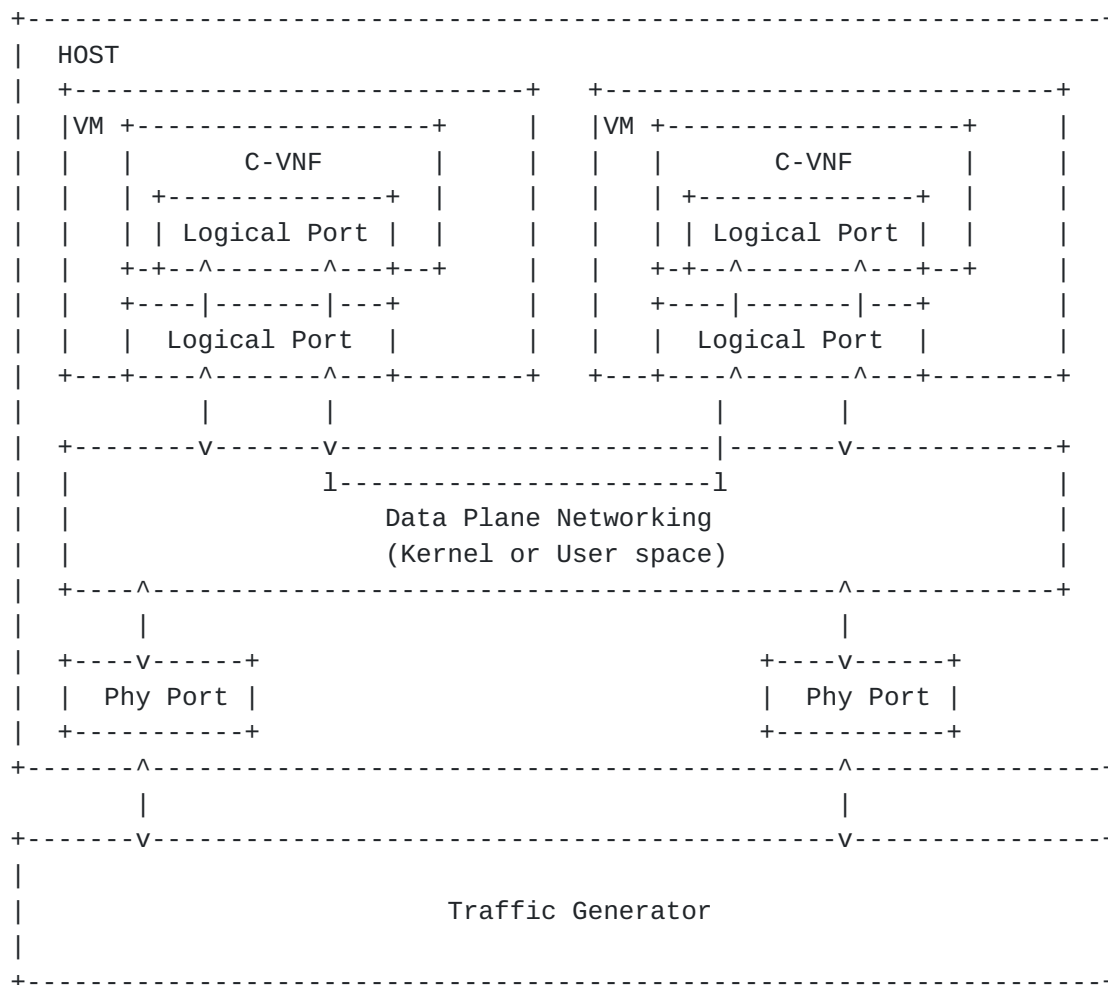 HOST
VM VM
C-VNF C-VNF
Logical Port Logical Port
Logical Port Logical Port
Data Plane Networking
(Kernel or User space)
Phy Port Phy Port
Traffic Generator